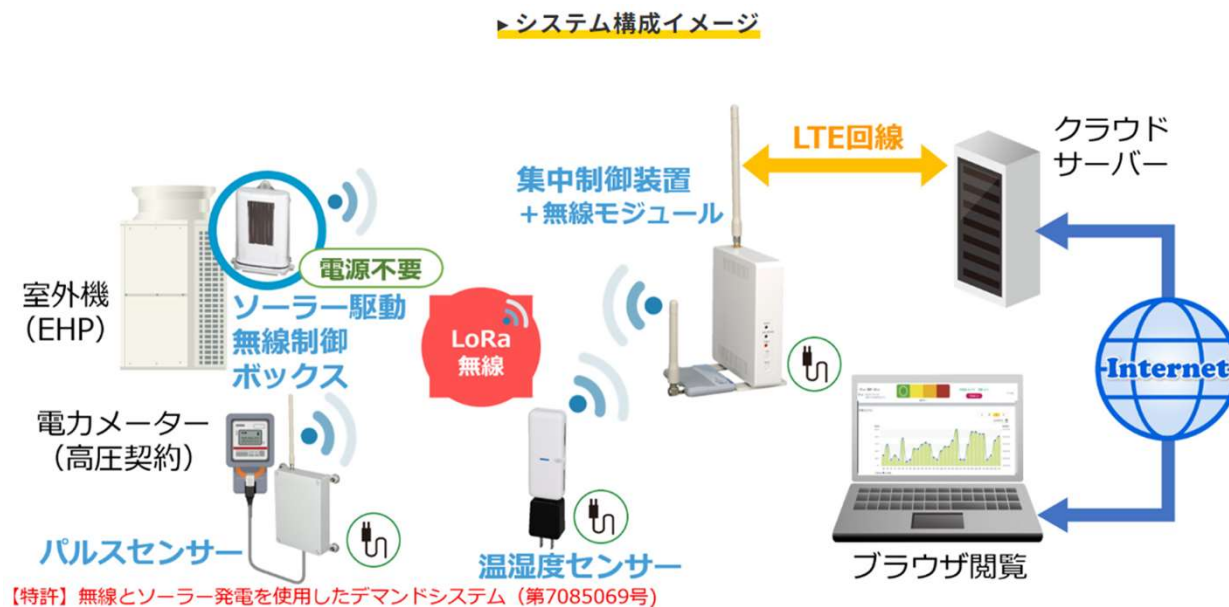 ▶システム構成イメージ
LTE回線
クラウド
サーバー
集中制御装置
＋無線モジュール
電源不要
室外機
（EHP）
ソーラー駆動
無線制御
ボックス
LoRa
無線
Internet
電力メーター
（高圧契約）
パルスセンサー
温湿度センサー
ブラウザ閲覧
【特許】無線とソーラー発電を使用したデマンドシステム（第7085069号)